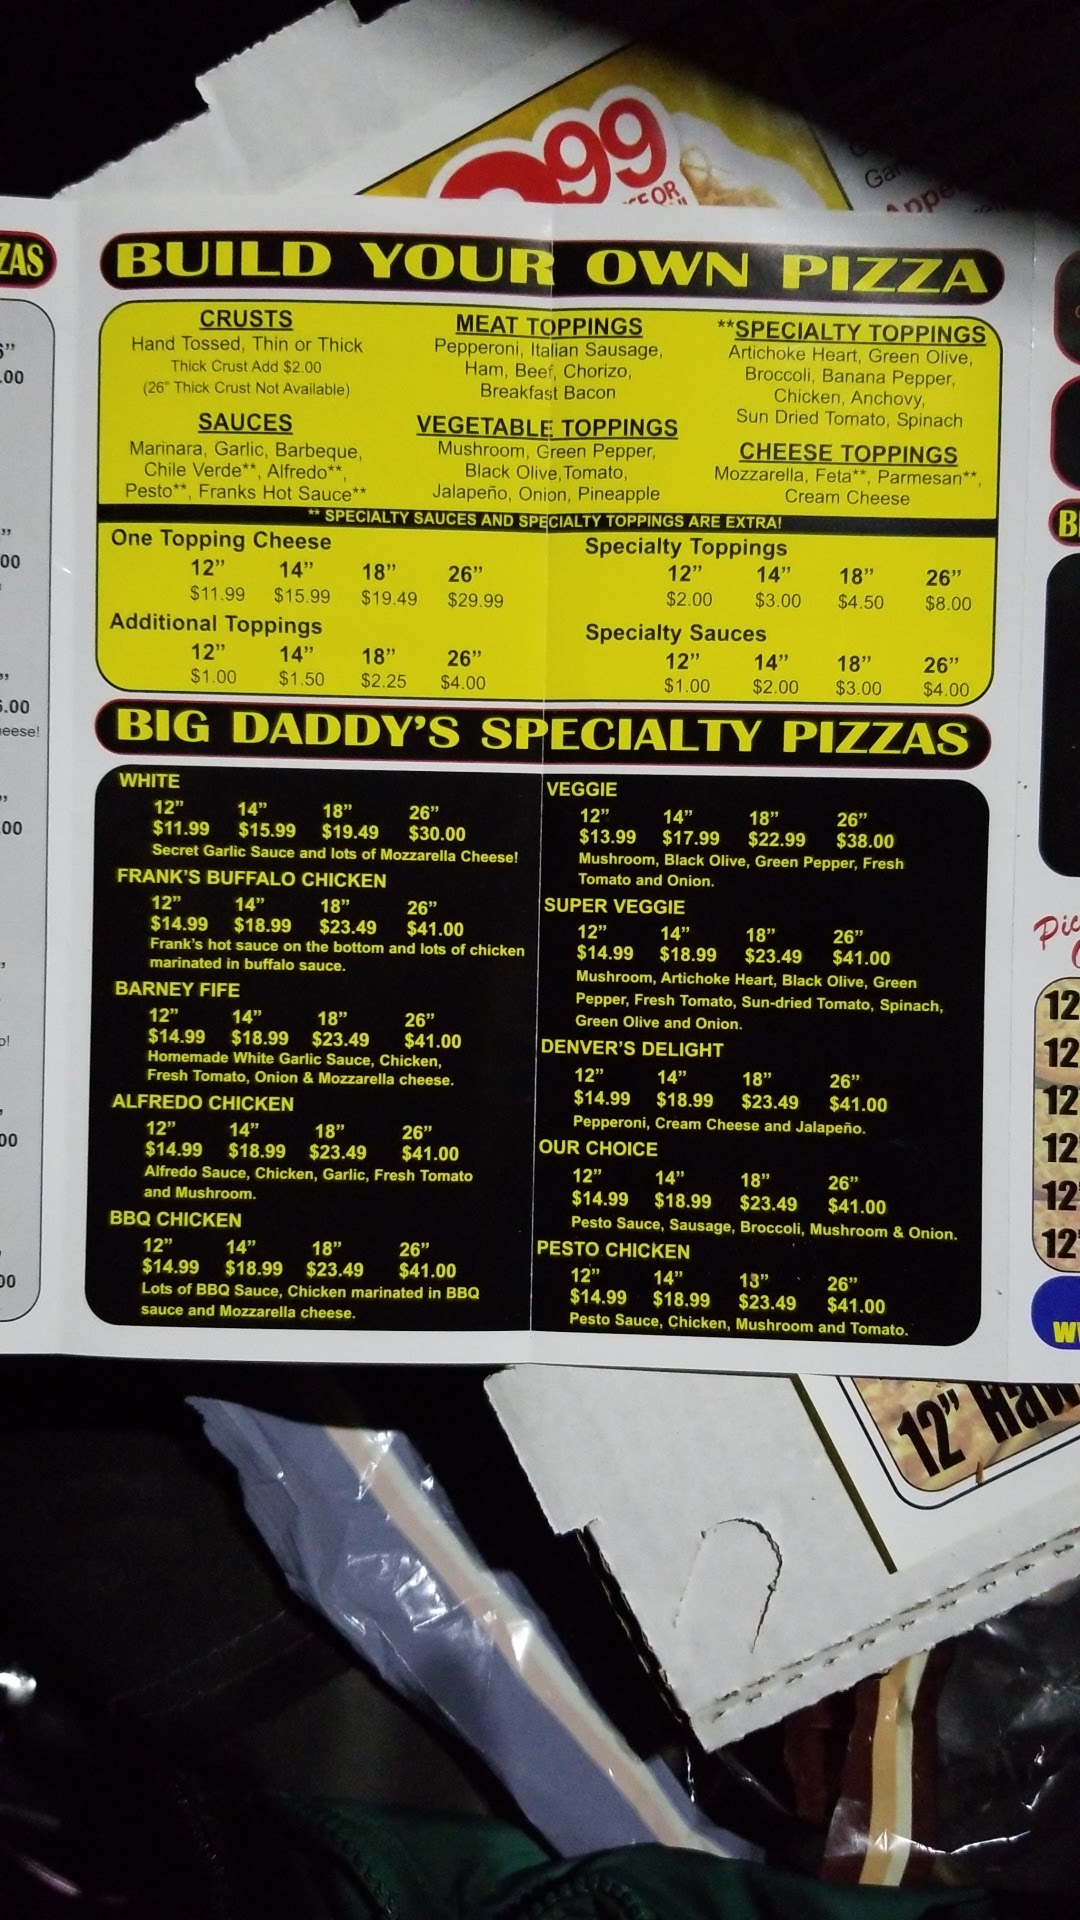 99
ICE OR
Appe
ZAS
BUILD YOUR OWN PIZZA
CRUSTS
Hand Tossed, Thin or Thick
Thick Crust Add $2.00
(26" Thick Crust Not Available)
SAUCES
Marinara, Garlic, Barbeque,
Chile Verde**, Alfredo**,
Pesto**, Franks Hot Sauce**
MEAT TOPPINGS
Pepperoni, Italian Sausage,
Ham, Beef, Chorizo,
Breakfast Bacon
VEGETABLE TOPPINGS
Mushroom, Green Pepper,
Black Olive, Tomato,
Jalapeño, Onion, Pineapple
**SPECIALTY TOPPINGS
Artichoke Heart, Green Olive,
Broccoli, Banana Pepper,
Chicken, Anchovy,
Sun Dried Tomato, Spinach
CHEESE TOPPINGS
Mozzarella, Feta**, Parmesan**,
Cream Cheese
** SPECIALTY SAUCES AND SPECIALTY TOPPINGS ARE EXTRA!
One Topping Cheese
12" 14" 18" 26"
$11.99 $15.99 $19.49 $29.99
Additional Toppings
12" 14" 18" 26"
$1.00 $1.50 $2.25 $4.00
Specialty Toppings
12" 14" 18" 26"
$2.00 $3.00 $4.50 $8.00
Specialty Sauces
12" 14" 18" 26"
$1.00 $2.00 $3.00 $4.00
BIG DADDY'S SPECIALTY PIZZAS
WHITE
12" 14" 18" 26"
$11.99 $15.99 $19.49 $30.00
Secret Garlic Sauce and lots of Mozzarella Cheese!
FRANK'S BUFFALO CHICKEN
12" 14" 18" 26"
$14.99 $18.99 $23.49 $41.00
Frank's hot sauce on the bottom and lots of chicken
marinated in buffalo sauce.
BARNEY FIFE
12" 14" 18" 26"
$14.99 $18.99 $23.49 $41.00
Homemade White Garlic Sauce, Chicken,
Fresh Tomato, Onion & Mozzarella cheese.
ALFREDO CHICKEN
12" 14" 18" 26"
$14.99 $18.99 $23.49 $41.00
Alfredo Sauce, Chicken, Garlic, Fresh Tomato
and Mushroom.
BBQ CHICKEN
12" 14" 18" 26"
$14.99 $18.99 $23.49 $41.00
Lots of BBQ Sauce, Chicken marinated in BBQ
sauce and Mozzarella cheese.
VEGGIE
12" 14" 18" 26"
$13.99 $17.99 $22.99 $38.00
Mushroom, Black Olive, Green Pepper, Fresh
Tomato and Onion.
SUPER VEGGIE
12" 14" 18" 26"
$14.99 $18.99 $23.49 $41.00
Mushroom, Artichoke Heart, Black Olive, Green
Pepper, Fresh Tomato, Sun-dried Tomato, Spinach,
Green Olive and Onion.
DENVER'S DELIGHT
12" 14" 18" 26"
$14.99 $18.99 $23.49 $41.00
Pepperoni, Cream Cheese and Jalapeño.
OUR CHOICE
12" 14" 18" 26"
$14.99 $18.99 $23.49 $41.00
Pesto Sauce, Sausage, Broccoli, Mushroom & Onion.
PESTO CHICKEN
12" 14" 18" 26"
$14.99 $18.99 $23.49 $41.00
Pesto Sauce, Chicken, Mushroom and Tomato.
12
12
12
12
12"
12"
12" Haw